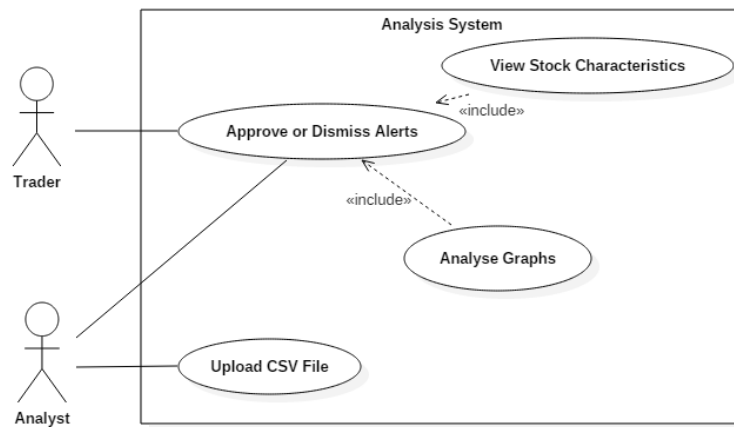 Analysis System
View Stock Characteristics
«include»
Approve or Dismiss Alerts
Trader
«include»
Analyse Graphs
Upload CSV File
Analyst